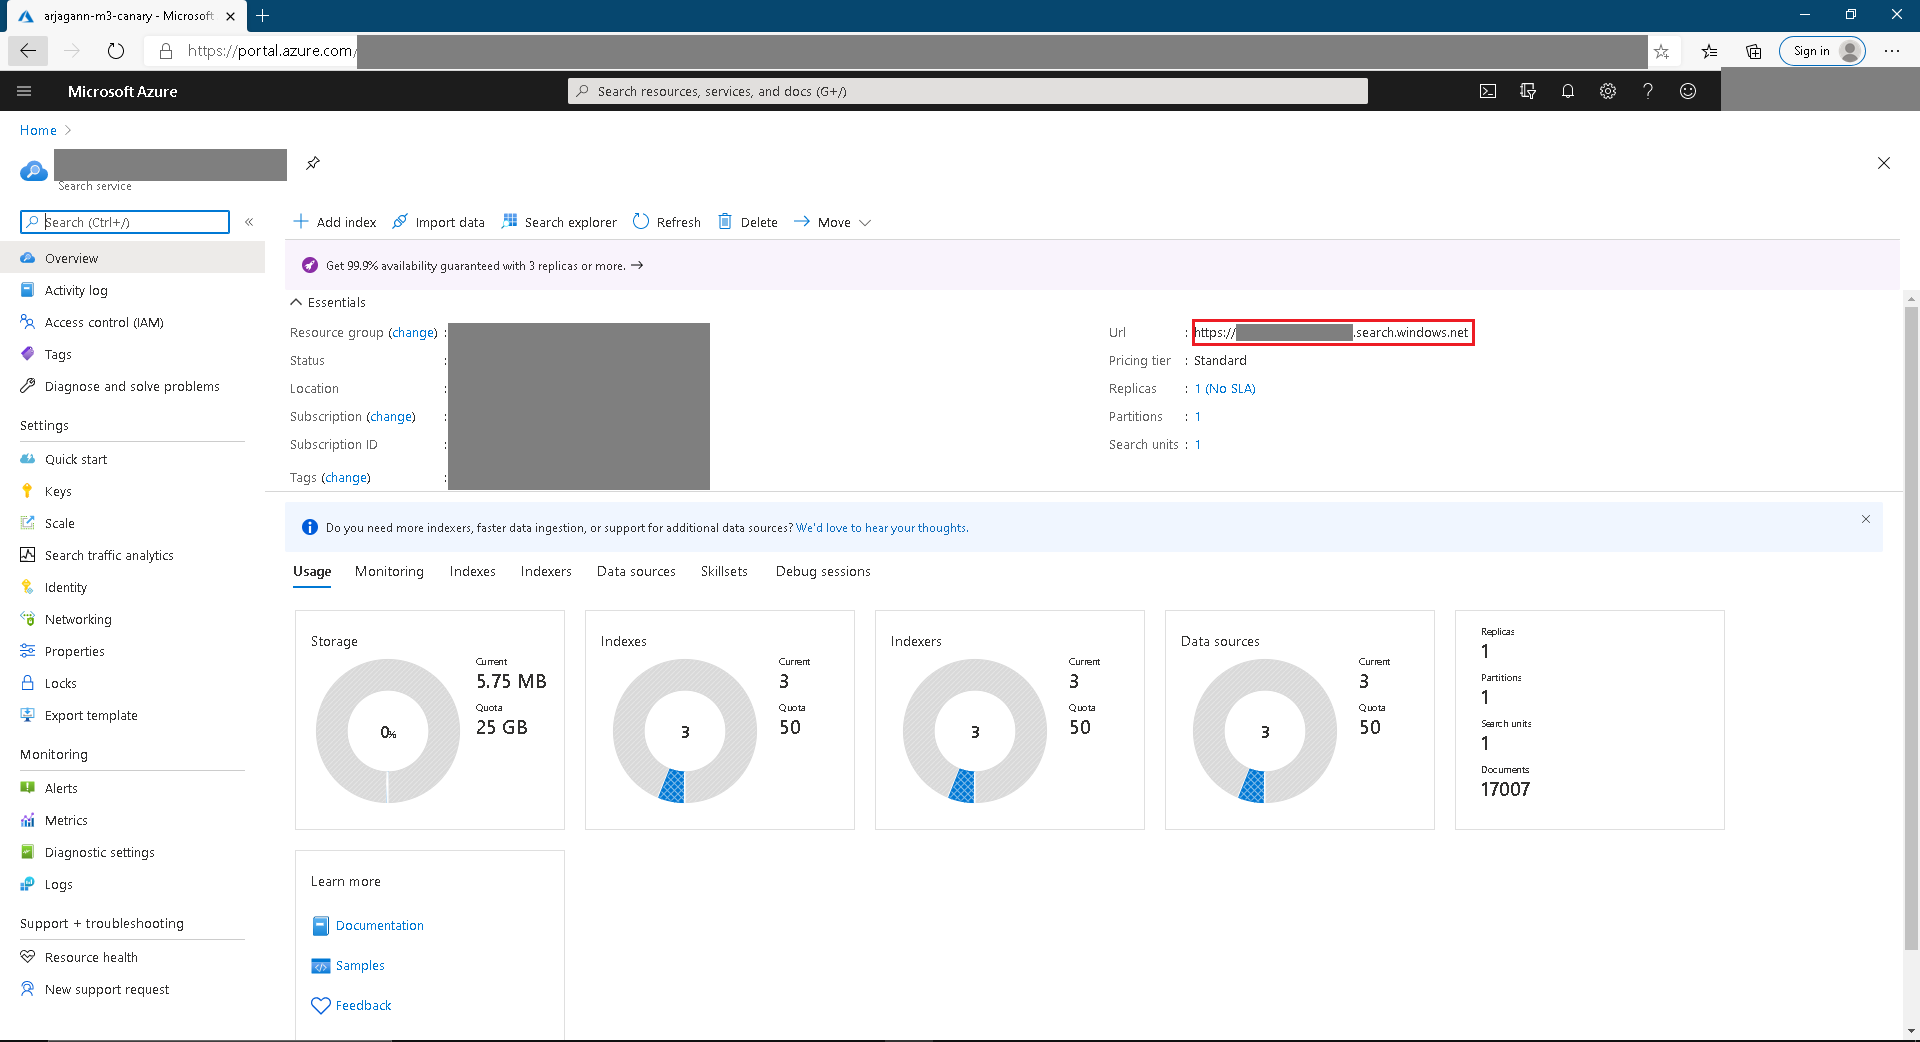 arjagann-m3-canary - Microsoft
https://portal.azure.com/
Sign in
Microsoft Azure
Search resources, services, and docs (G+/)
Home
Search service
Search (Ctrl+/)
«
Add index
Import data
Search explorer
Refresh
Delete
Move
Overview
Activity log
Access control (IAM)
Tags
Diagnose and solve problems
Settings
Quick start
Keys
Scale
Search traffic analytics
Identity
Networking
Properties
Locks
Export template
Monitoring
Alerts
Metrics
Diagnostic settings
Logs
Support + troubleshooting
Resource health
New support request
Get 99.9% availability guaranteed with 3 replicas or more. →
Essentials
Resource group (change) :
Status :
Location :
Subscription (change) :
Subscription ID :
Tags (change) :
Url : https:// .search.windows.net
Pricing tier : Standard
Replicas : 1 (No SLA)
Partitions : 1
Search units : 1
Do you need more indexers, faster data ingestion, or support for additional data sources? We'd love to hear your thoughts.
Usage
Monitoring
Indexes
Indexers
Data sources
Skillsets
Debug sessions
Storage
0%
Current
5.75 MB
Quota
25 GB
Indexes
3
Current
3
Quota
50
Indexers
3
Current
3
Quota
50
Data sources
3
Current
3
Quota
50
Replicas
1
Partitions
1
Search units
1
Documents
17007
Learn more
Documentation
Samples
Feedback